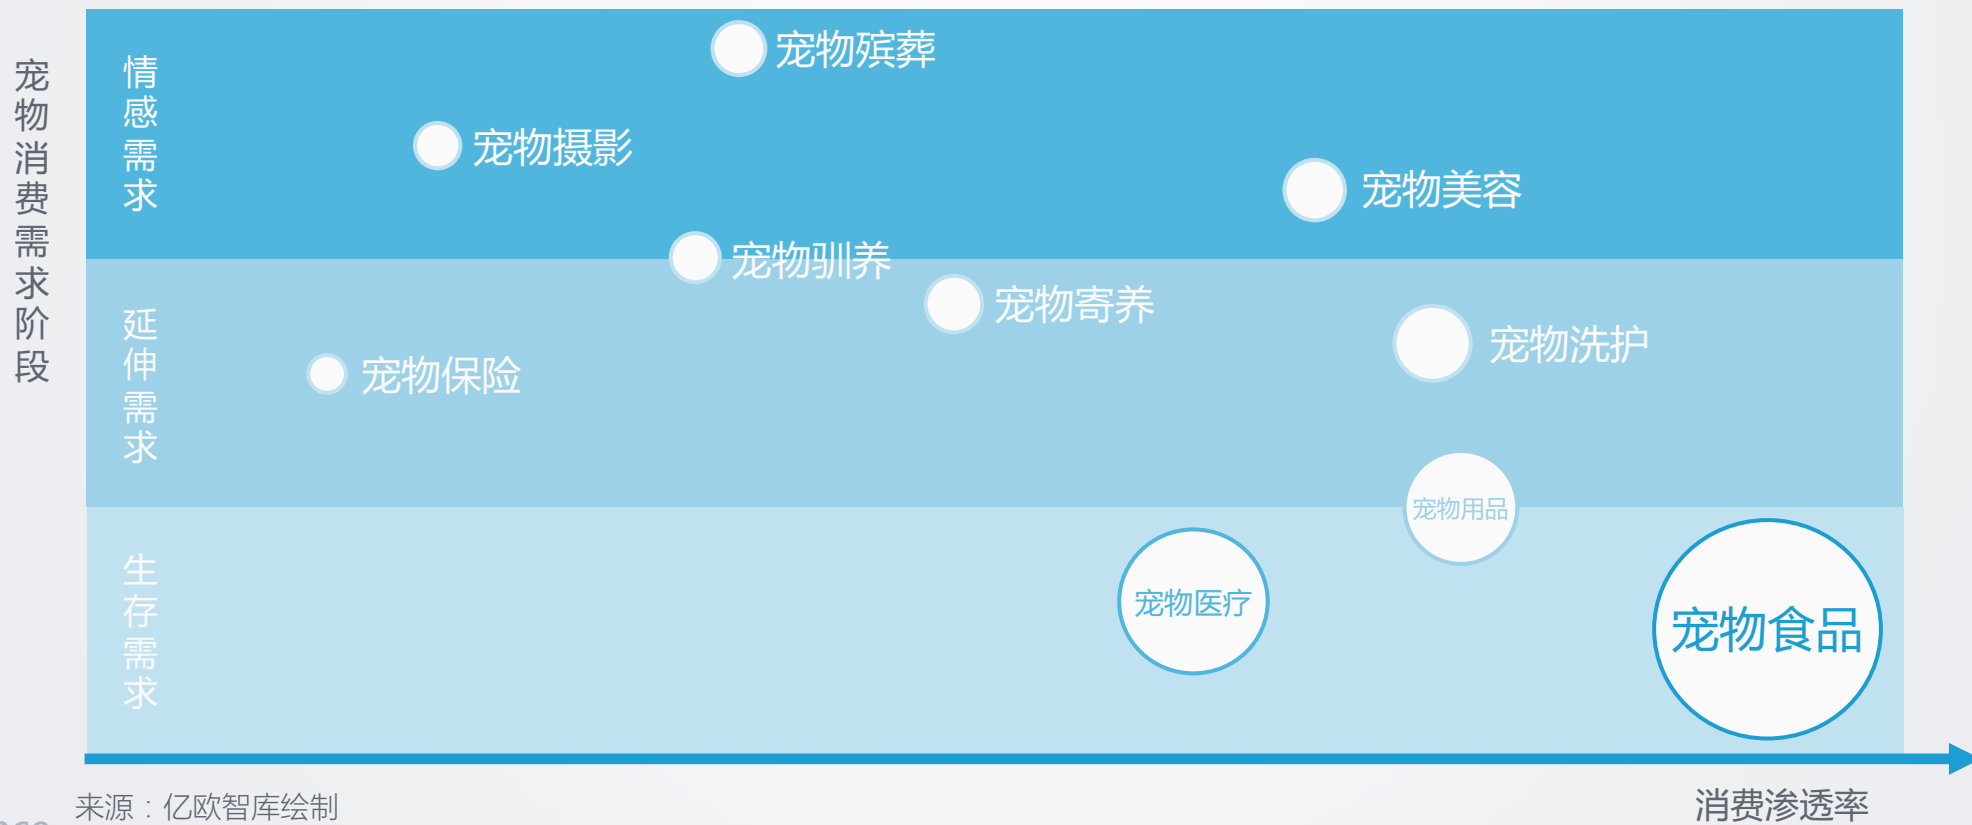 宠物消费需求阶段
情感需求
宠物殡葬
宠物摄影
宠物美容
宠物驯养
延伸需求
宠物寄养
宠物洗护
宠物保险
宠物用品
生存需求
宠物医疗
宠物食品
来源：亿欧智库绘制
消费渗透率